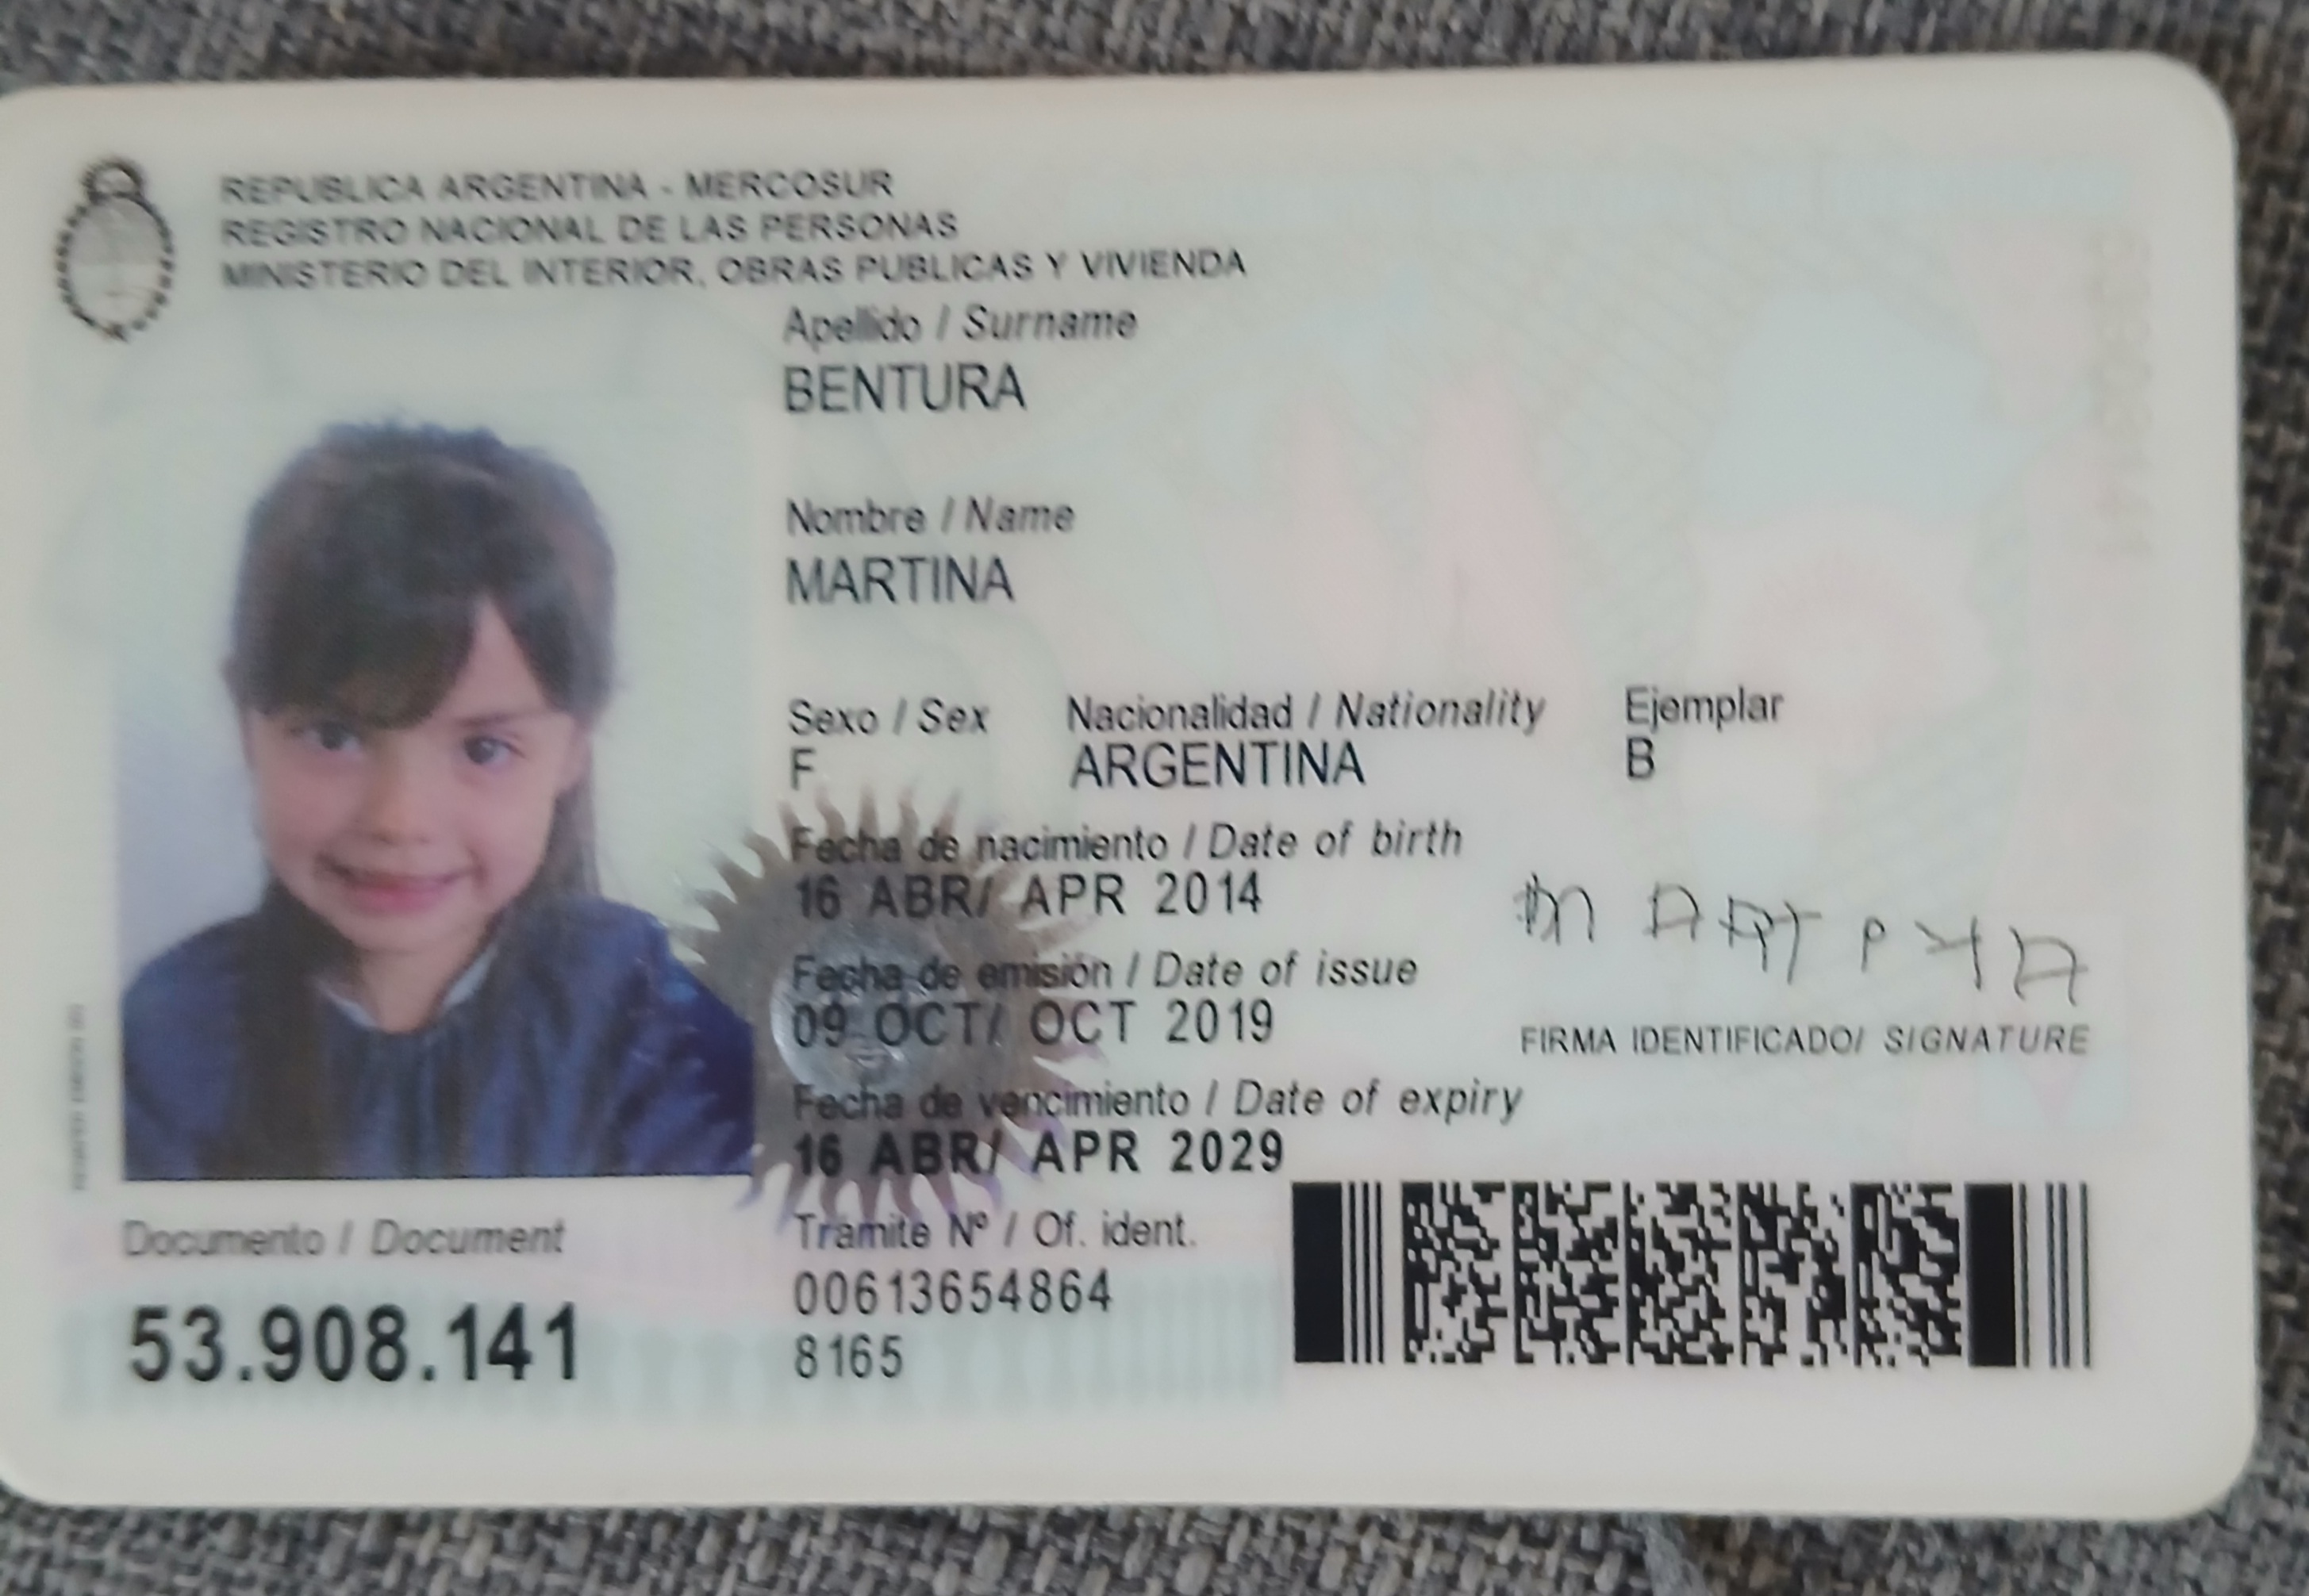 REPUBLICA ARGENTINA - MERCOSUR
REGISTRO NACIONAL DE LAS PERSONAS
MINISTERIO DEL INTERIOR, OBRAS PUBLICAS Y VIVIENDA
Apellido / Surname
BENTURA
Nombre / Name
MARTINA
Sexo / Sex Nacionalidad / Nationality Ejemplar
F ARGENTINA B
Fecha de nacimiento / Date of birth
16 ABR/ APR 2014
Fecha de emisión / Date of issue
09 OCT/ OCT 2019
FIRMA IDENTIFICADO/ SIGNATURE
Fecha de vencimiento / Date of expiry
16 ABR/ APR 2029
Documento / Document
53.908.141
Tramite Nº / Of. ident.
00613654864
8165